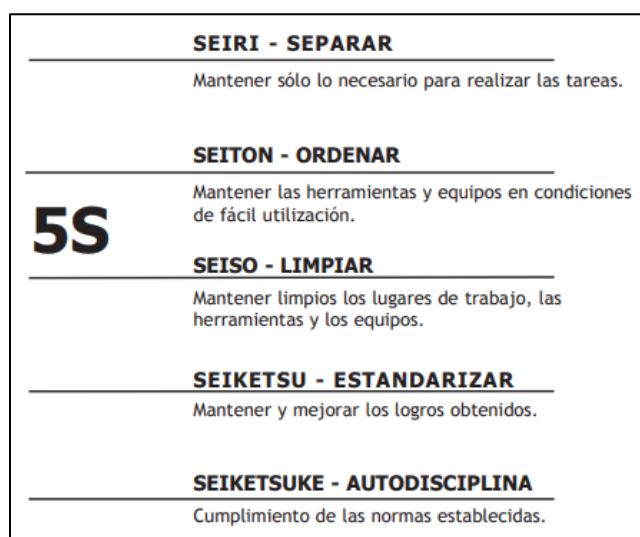 SEIRI - SEPARAR
Mantener sólo lo necesario para realizar las tareas.
SEITON - ORDENAR
Mantener las herramientas y equipos en condiciones
de fácil utilización.
5S
SEISO - LIMPIAR
Mantener limpios los lugares de trabajo, las
herramientas y los equipos.
SEIKETSU - ESTANDARIZAR
Mantener y mejorar los logros obtenidos.
SEIKETSUKE - AUTODISCIPLINA
Cumplimiento de las normas establecidas.